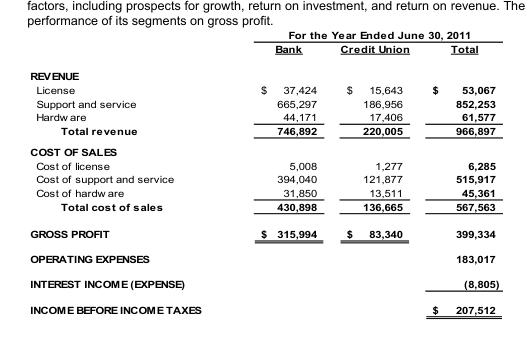 factors, including prospects for growth, return on investment, and return on revenue. The
performance of its segments on gross profit.
For the Year Ended June 30, 2011
Bank Credit Union Total
REVENUE
License $ 37,424 $ 15,643 $ 53,067
Support and service 665,297 186,956 852,253
Hardware 44,171 17,406 61,577
Total revenue 746,892 220,005 966,897
COST OF SALES
Cost of license 5,008 1,277 6,285
Cost of support and service 394,040 121,877 515,917
Cost of hardware 31,850 13,511 45,361
Total cost of sales 430,898 136,665 567,563
GROSS PROFIT $ 315,994 $ 83,340 399,334
OPERATING EXPENSES 183,017
INTEREST INCOME (EXPENSE) (8,805)
INCOME BEFORE INCOME TAXES $ 207,512